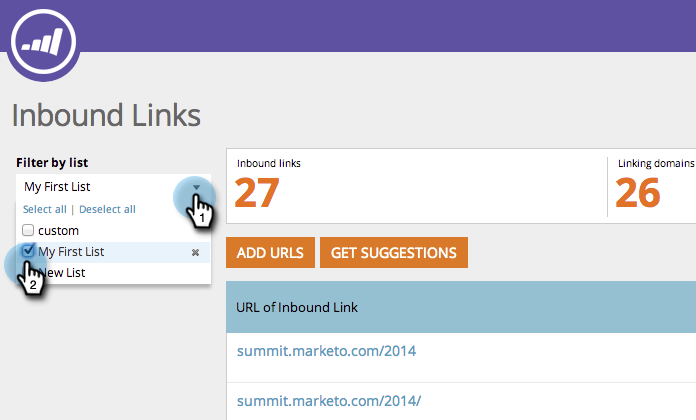 Inbound Links
Filter by list
My First List
1
Select all | Deselect all
custom
My First List
New List
2
Inbound links
27
Linking domains
26
ADD URLS
GET SUGGESTIONS
URL of Inbound Link
summit.marketo.com/2014
summit.marketo.com/2014/